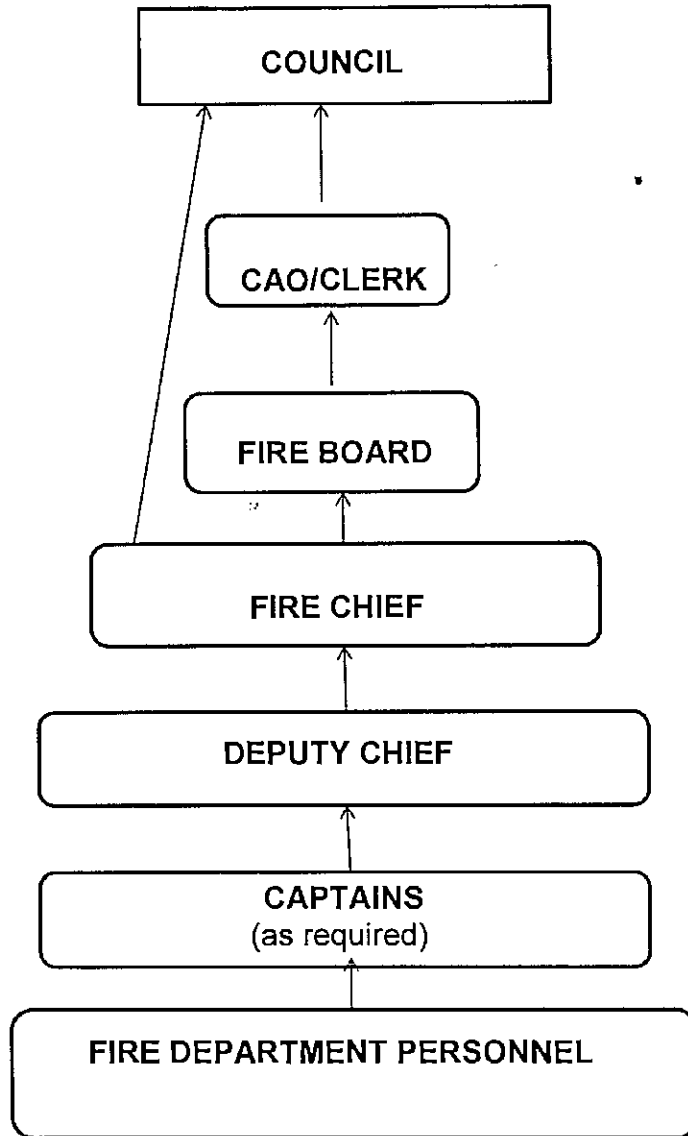 COUNCIL
CAO/CLERK
FIRE BOARD
FIRE CHIEF
DEPUTY CHIEF
CAPTAINS
(as required)
FIRE DEPARTMENT PERSONNEL